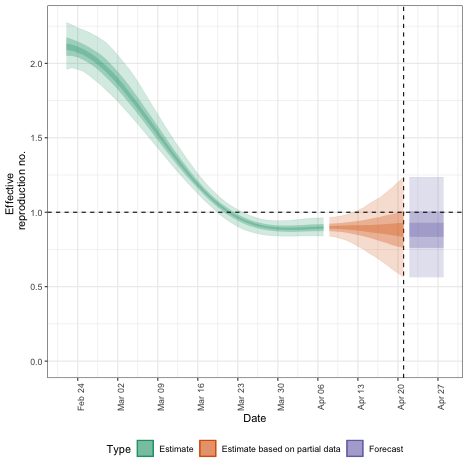 Effective
reproduction no.
2.0
1.5
1.0
0.5
0.0
Feb 24
Mar 02
Mar 09
Mar 16
Mar 23
Mar 30
Apr 06
Apr 13
Apr 20
Apr 27
Date
Type Estimate Estimate based on partial data Forecast